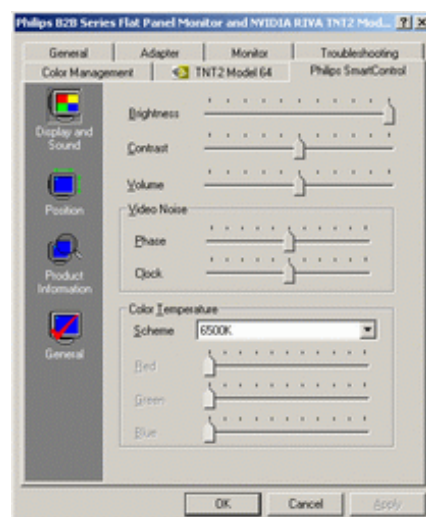 Philips B2B Series Flat Panel Monitor and NVIDIA RIVA TNT2 Mod...
General
Adapter
Monitor
Troubleshooting
Color Management
TNT2 Model 64
Philips SmartControl
Display and
Sound
Position
Product
Information
General
Brightness
Contrast
Volume
Video Noise
Phase
Clock
Color Temperature
Scheme
6500K
Red
Green
Blue
OK
Cancel
Apply